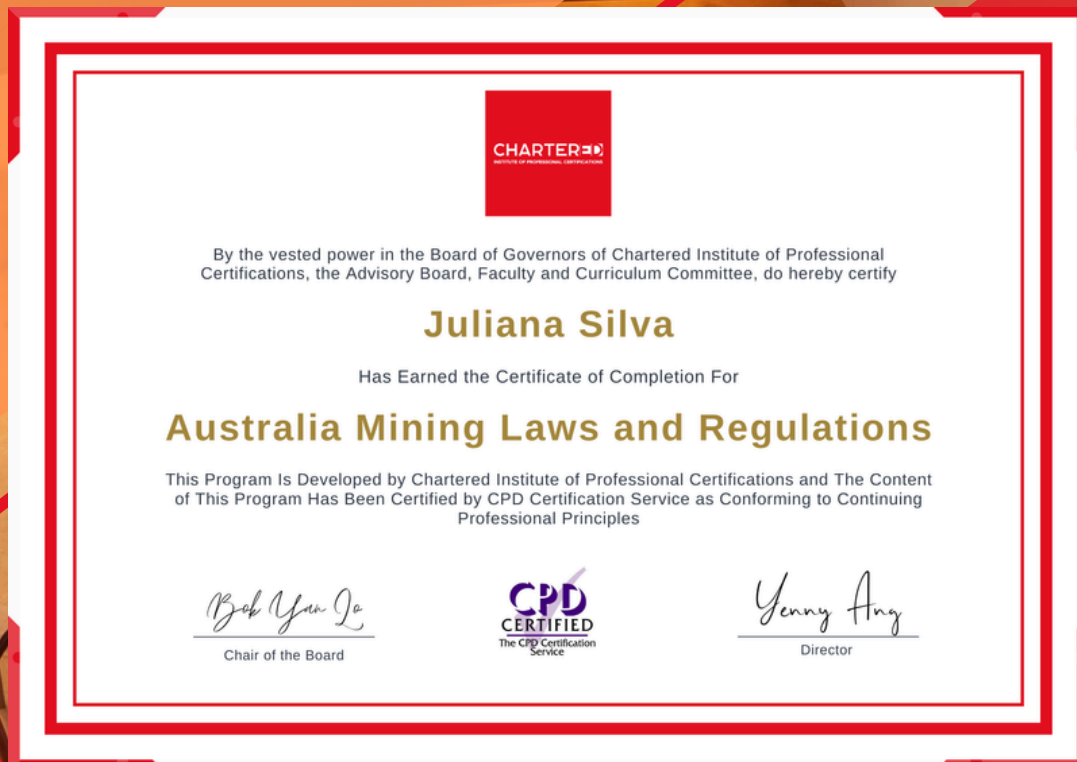 CHARTERED
INSTITUTE OF PROFESSIONAL CERTIFICATIONS
By the vested power in the Board of Governors of Chartered Institute of Professional
Certifications, the Advisory Board, Faculty and Curriculum Committee, do hereby certify
Juliana Silva
Has Earned the Certificate of Completion For
Australia Mining Laws and Regulations
This Program Is Developed by Chartered Institute of Professional Certifications and The Content
of This Program Has Been Certified by CPD Certification Service as Conforming to Continuing
Professional Principles
Bok Yan Lo
Chair of the Board
CPD
CERTIFIED
The CPD Certification
Service
Yenny Ang
Director